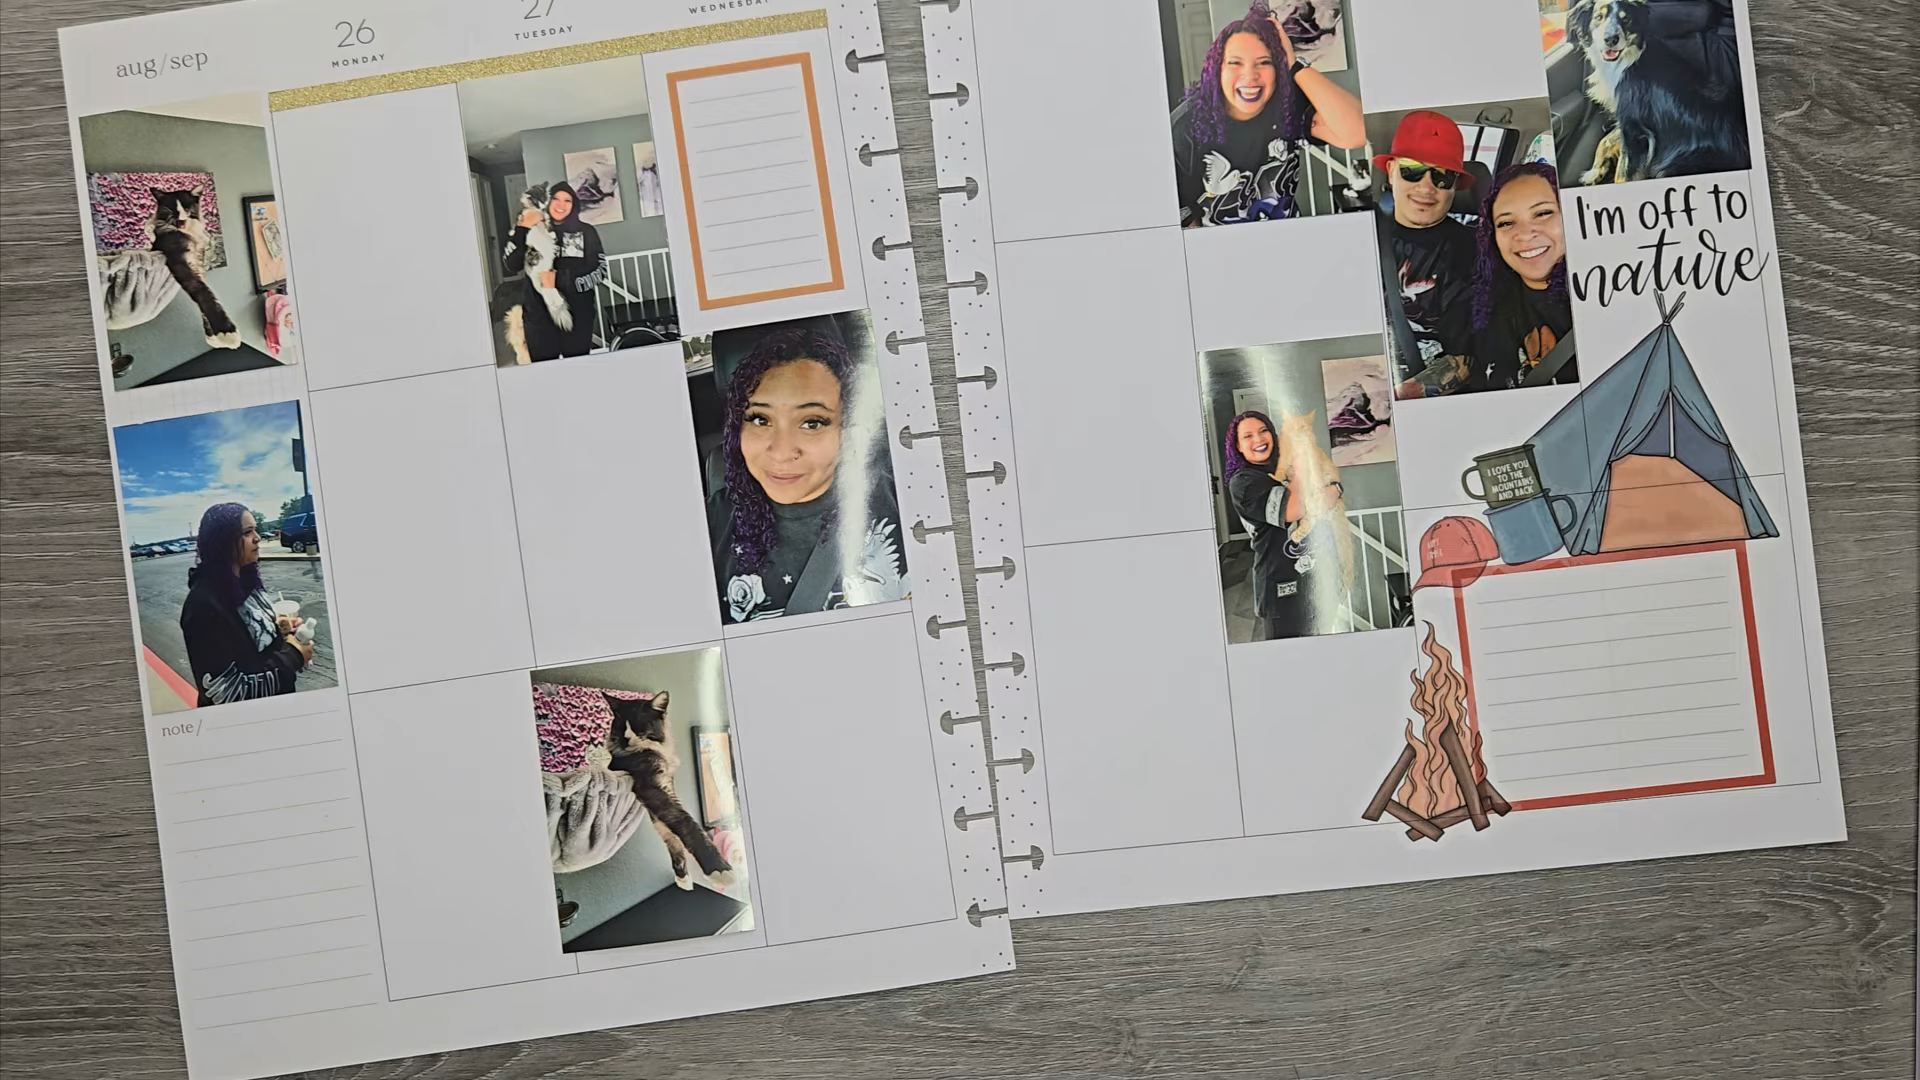 aug/sep
26
MONDAY
27
TUESDAY
WEDNESDAY
note/
I'm off to
nature
I LOVE YOU
TO THE
MOUNTAINS
AND BACK